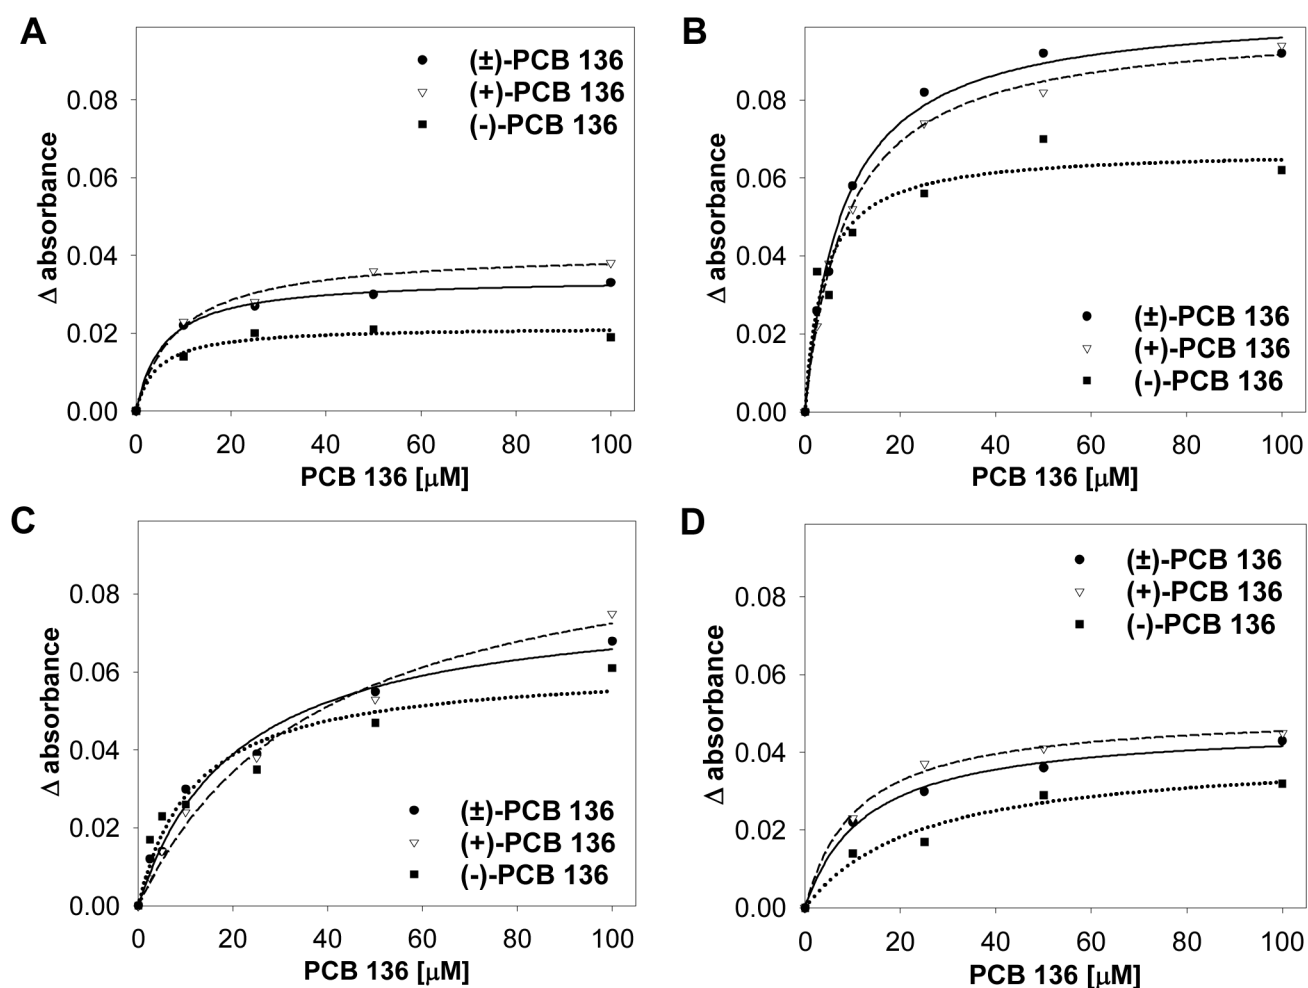 A
(±)-PCB 136
(+)-PCB 136
(-)-PCB 136
0.08
0.06
0.04
0.02
0.00
Δ absorbance
0 20 40 60 80 100
PCB 136 [μM]
B
0.08
0.06
0.04
0.02
0.00
Δ absorbance
(±)-PCB 136
(+)-PCB 136
(-)-PCB 136
0 20 40 60 80 100
PCB 136 [μM]
C
0.08
0.06
0.04
0.02
0.00
Δ absorbance
(±)-PCB 136
(+)-PCB 136
(-)-PCB 136
0 20 40 60 80 100
PCB 136 [μM]
D
(±)-PCB 136
(+)-PCB 136
(-)-PCB 136
0.08
0.06
0.04
0.02
0.00
Δ absorbance
0 20 40 60 80 100
PCB 136 [μM]